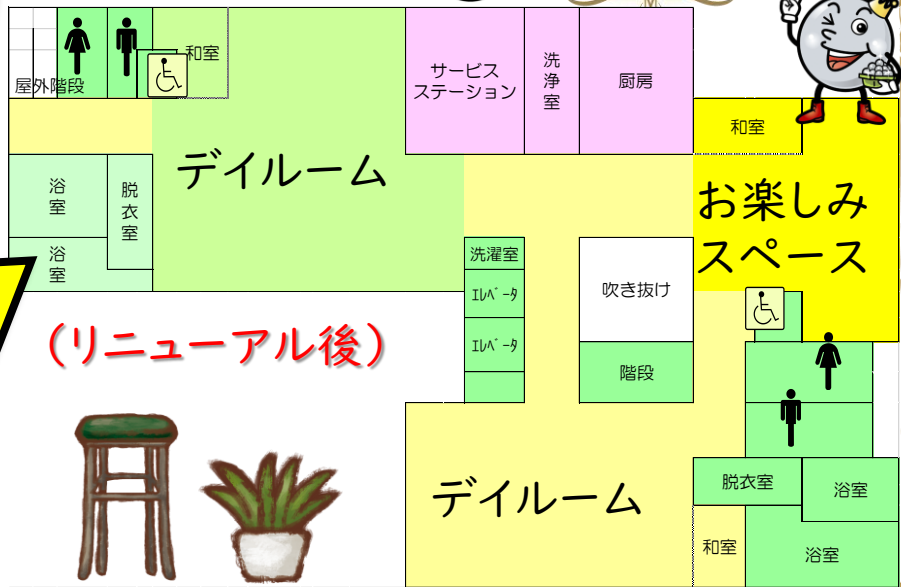 屋外階段
和室
サービス
ステーション
洗浄室
厨房
和室
デイルーム
お楽しみ
スペース
浴室
脱衣室
浴室
洗濯室
ｴﾚﾍﾞｰﾀ
ｴﾚﾍﾞｰﾀ
吹き抜け
階段
（リニューアル後）
デイルーム
脱衣室
浴室
和室
浴室